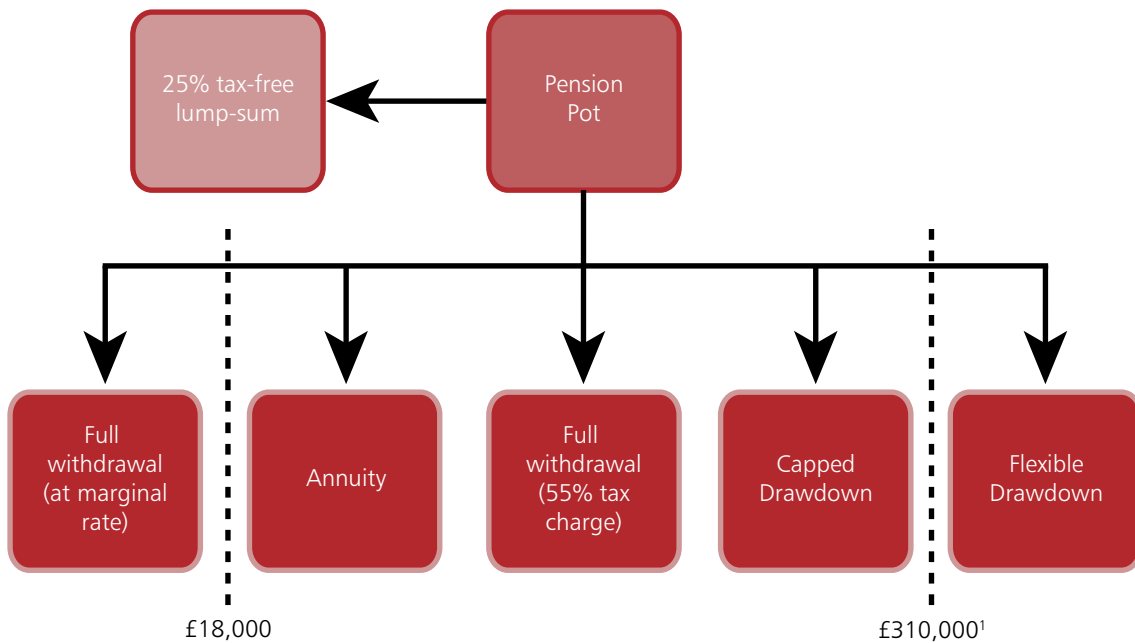 25% tax-free
lump-sum
Pension
Pot
Full
withdrawal
(at marginal
rate)
Annuity
Full
withdrawal
(55% tax
charge)
Capped
Drawdown
Flexible
Drawdown
£18,000
£310,000¹